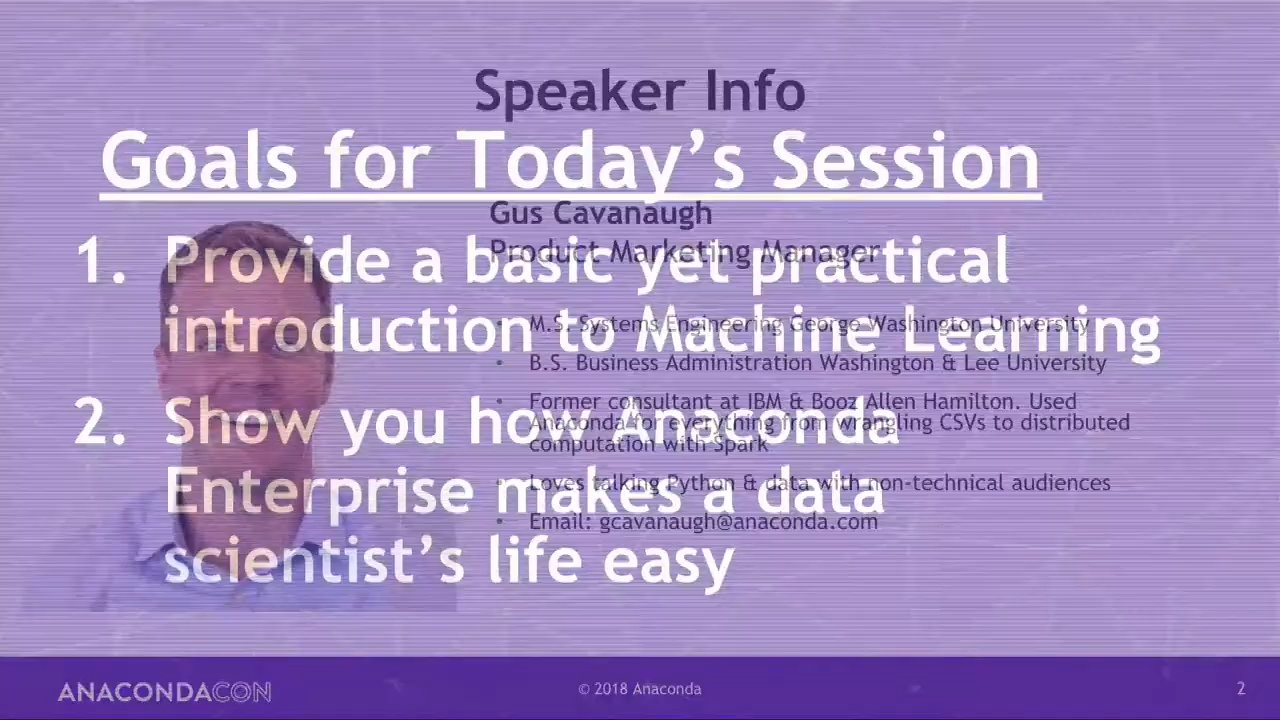 Speaker Info
Goals for Today's Session
Gus Cavanaugh
Product Marketing Manager
1. Provide a basic yet practical
introduction to Machine Learning
• M.S. Systems Engineering George Washington University
• B.S. Business Administration Washington & Lee University
• Former consultant at IBM & Booz Allen Hamilton. Used
Anaconda for everything from wrangling CSVs to distributed
computation with Spark
2. Show you how Anaconda
Enterprise makes a data
scientist's life easy
• Loves talking Python & data with non-technical audiences
• Email: gcavanaugh@anaconda.com
ANACONDACON
© 2018 Anaconda
2